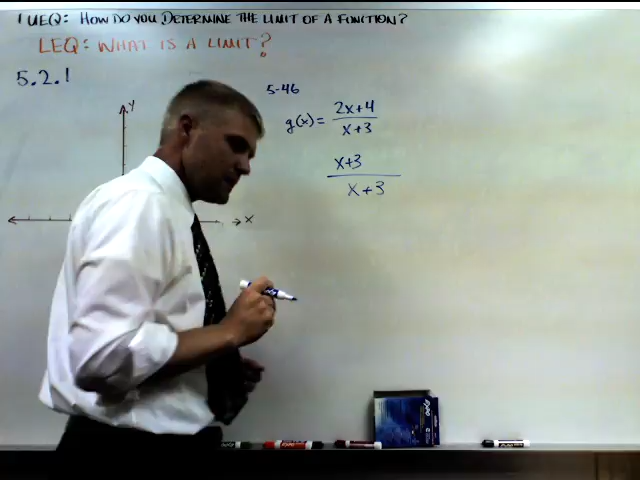 UEQ: HOW DO YOU DETERMINE THE LIMIT OF A FUNCTION?
LEQ: WHAT IS A LIMIT?
5.2.1
5-46
y
g(x) = 2x+4
x+3
x+3
x+3
x
EXPO